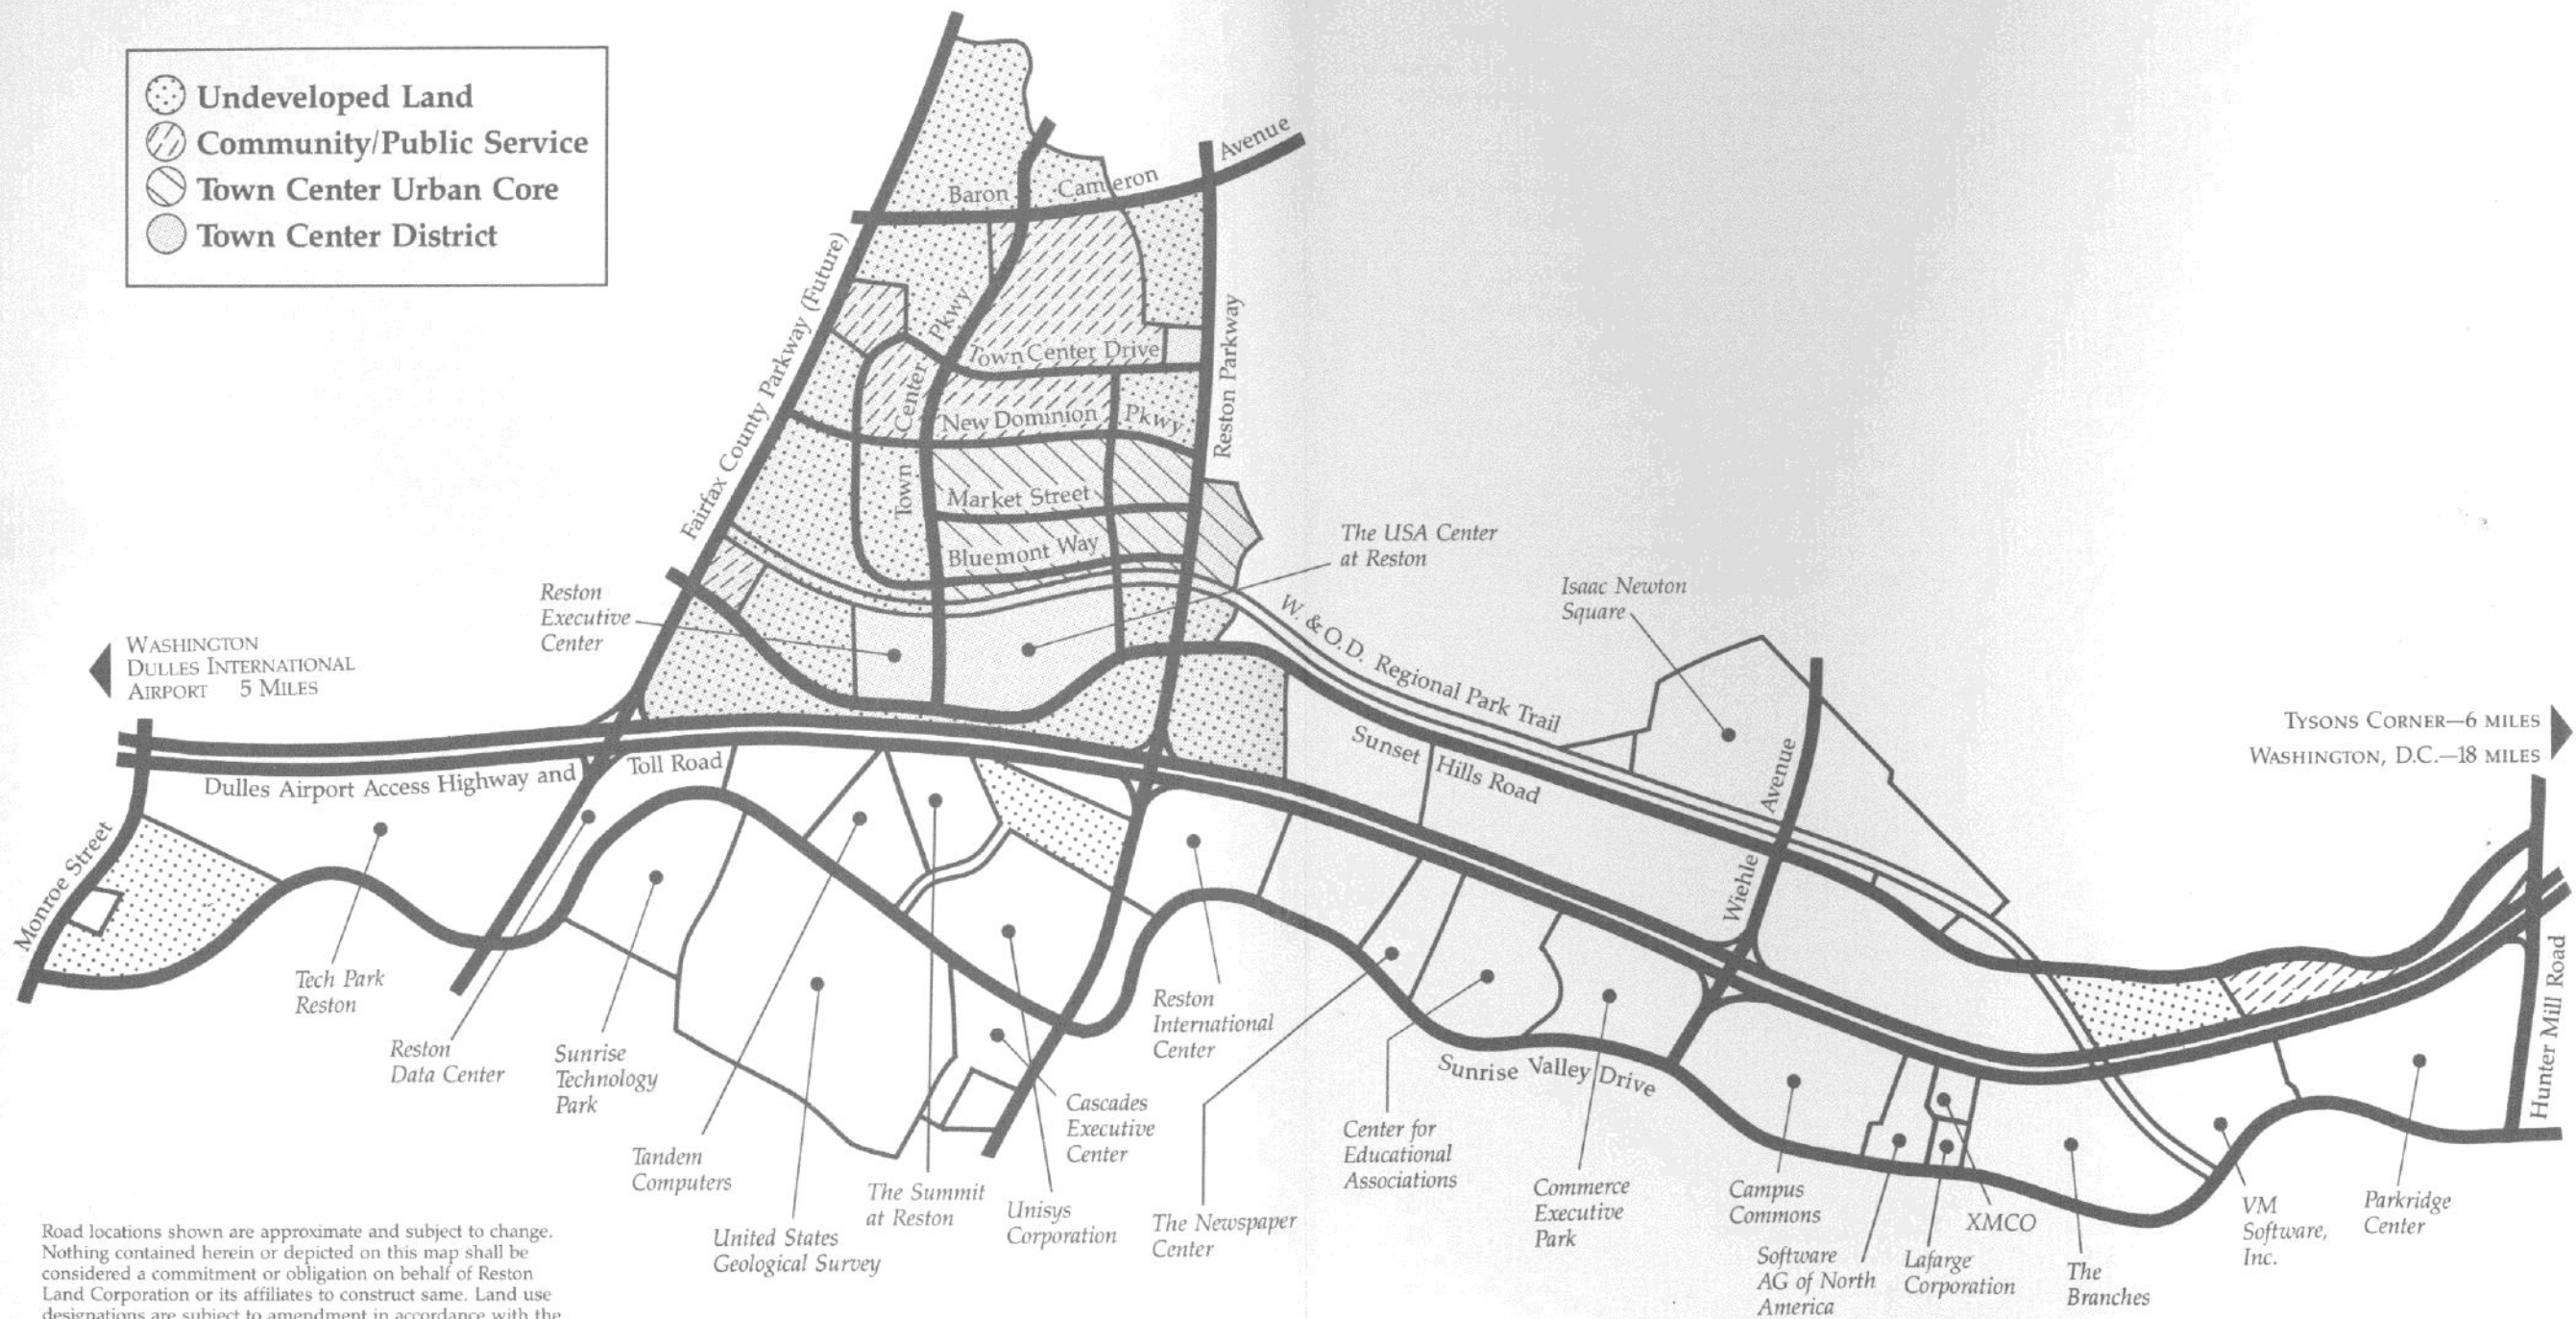 Undeveloped Land
Community/Public Service
Town Center Urban Core
Town Center District
Baron Cameron Avenue
Fairfax County Parkway (Future)
Town Center Pkwy
Town Center Drive
Reston Parkway
New Dominion Pkwy
Market Street
Bluemont Way
The USA Center
at Reston
Reston
Executive
Center
Isaac Newton
Square
W. & O.D. Regional Park Trail
WASHINGTON
DULLES INTERNATIONAL
AIRPORT 5 MILES
TYSONS CORNER—6 MILES
WASHINGTON, D.C.—18 MILES
Sunset Hills Road
Wiehle Avenue
Dulles Airport Access Highway and Toll Road
Monroe Street
Hunter Mill Road
Sunrise Valley Drive
Tech Park
Reston
Reston
Data Center
Sunrise
Technology
Park
Tandem
Computers
United States
Geological Survey
The Summit
at Reston
Unisys
Corporation
Cascades
Executive
Center
Reston
International
Center
The Newspaper
Center
Center for
Educational
Associations
Commerce
Executive
Park
Campus
Commons
Software
AG of North
America
Lafarge
Corporation
XMCO
The
Branches
VM
Software,
Inc.
Parkridge
Center
Road locations shown are approximate and subject to change.
Nothing contained herein or depicted on this map shall be
considered a commitment or obligation on behalf of Reston
Land Corporation or its affiliates to construct same. Land use
designations are subject to amendment in accordance with the